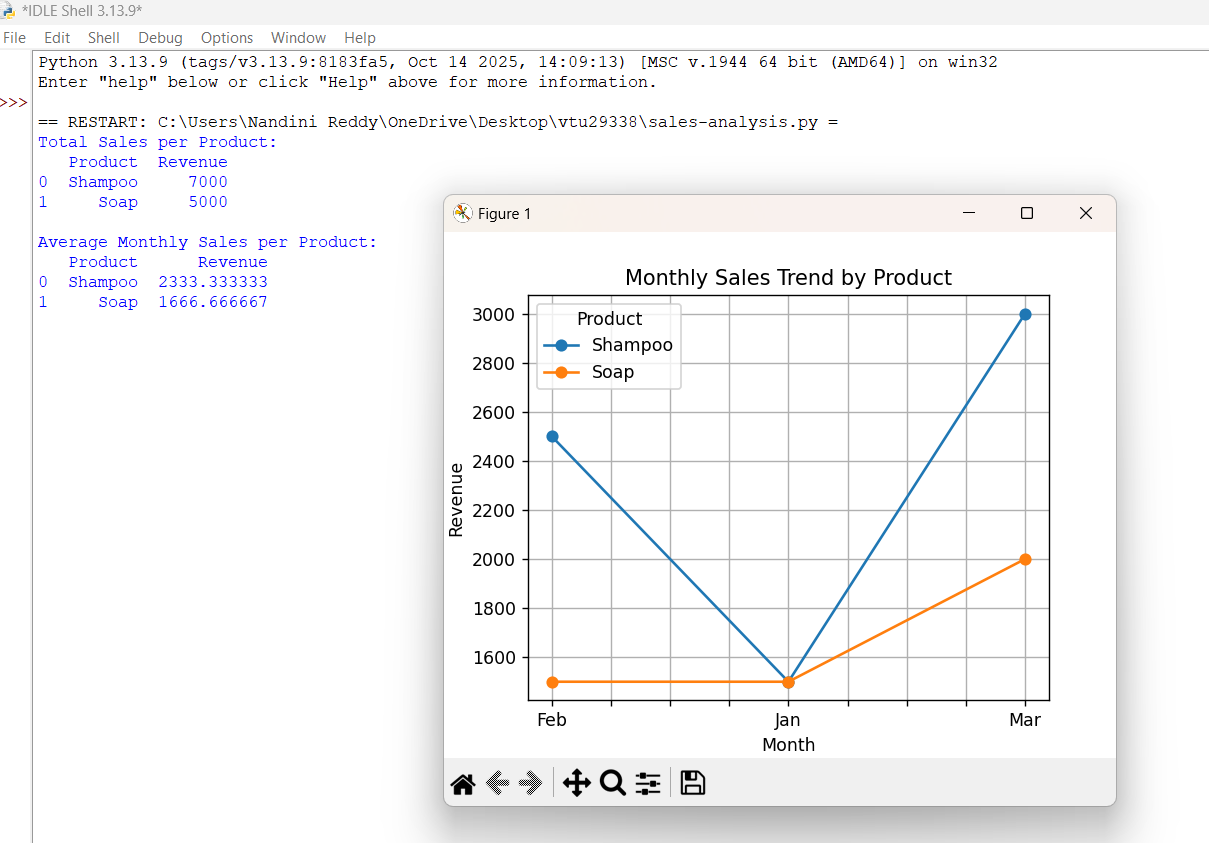 *IDLE Shell 3.13.9*
File Edit Shell Debug Options Window Help
Python 3.13.9 (tags/v3.13.9:8183fa5, Oct 14 2025, 14:09:13) [MSC v.1944 64 bit (AMD64)] on win32
Enter "help" below or click "Help" above for more information.
>>>
== RESTART: C:\Users\Nandini Reddy\OneDrive\Desktop\vtu29338\sales-analysis.py =
Total Sales per Product:
   Product  Revenue
0  Shampoo     7000
1     Soap     5000
Average Monthly Sales per Product:
   Product      Revenue
0  Shampoo  2333.333333
1     Soap  1666.666667
Figure 1
Monthly Sales Trend by Product
Product
Shampoo
Soap
3000
2800
2600
2400
2200
2000
1800
1600
Revenue
Feb Jan Mar
Month